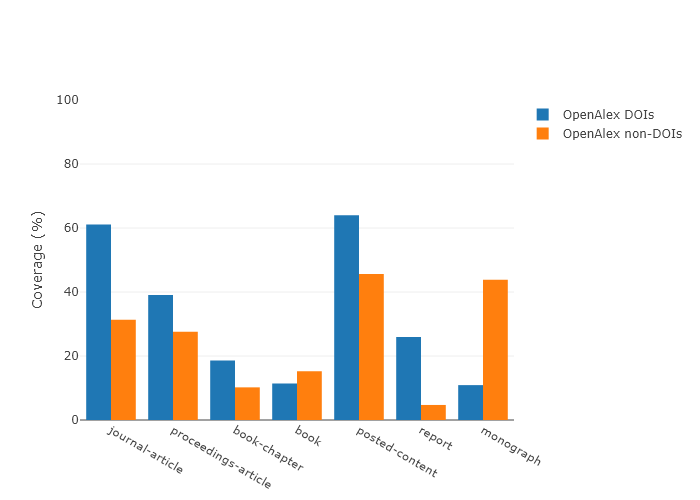 100
80
60
40
20
0
Coverage (%)
OpenAlex DOIs
OpenAlex non-DOIs
journal-article
proceedings-article
book-chapter
book
posted-content
report
monograph